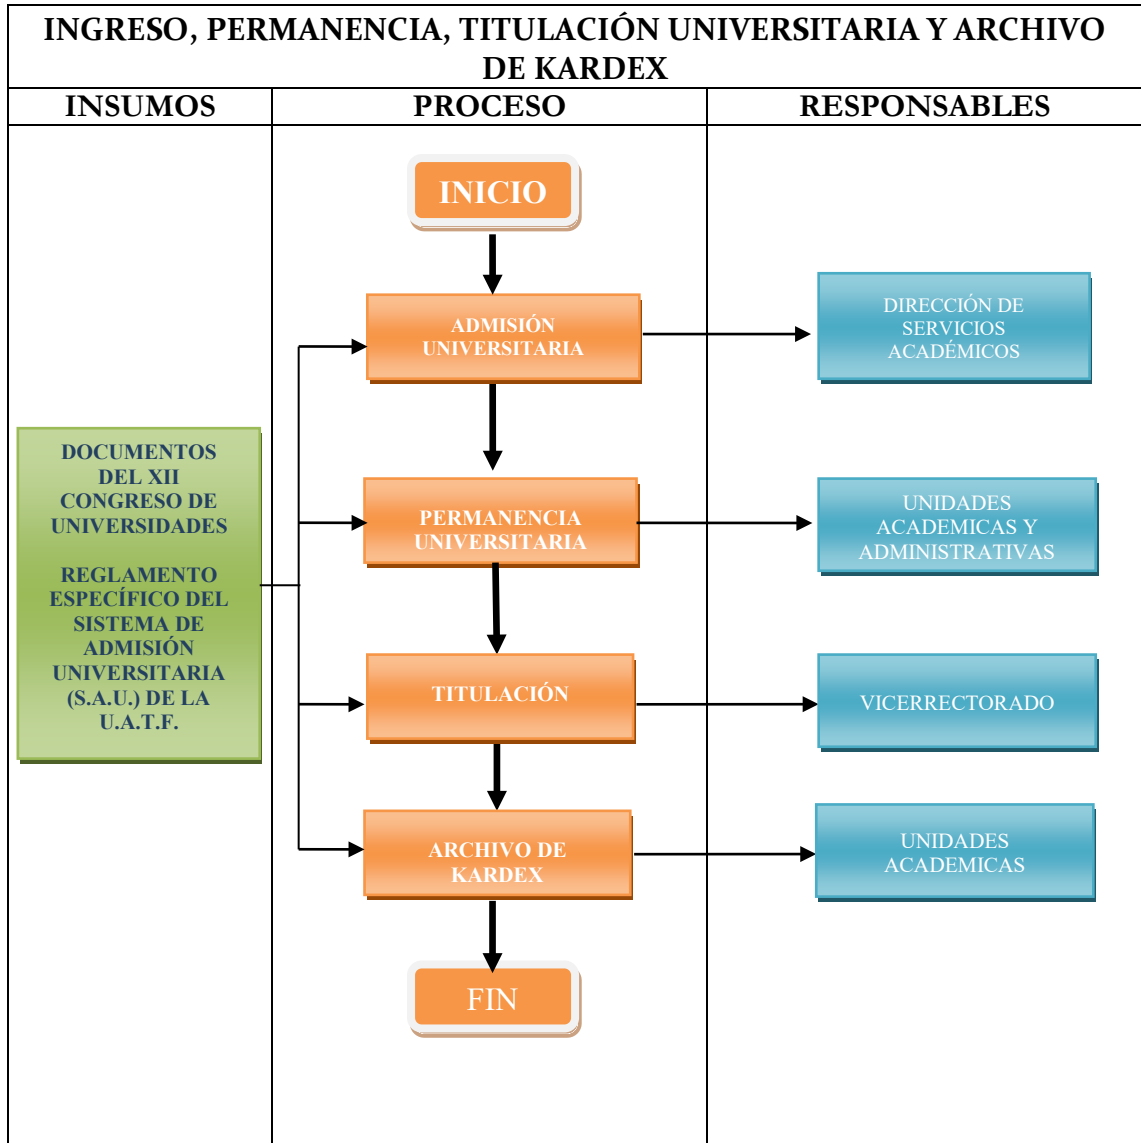 INGRESO, PERMANENCIA, TITULACIÓN UNIVERSITARIA Y ARCHIVO
DE KARDEX
INSUMOS
PROCESO
RESPONSABLES
INICIO
ADMISIÓN
UNIVERSITARIA
DIRECCIÓN DE
SERVICIOS
ACADÉMICOS
DOCUMENTOS
DEL XII
CONGRESO DE
UNIVERSIDADES
REGLAMENTO
ESPECÍFICO DEL
SISTEMA DE
ADMISIÓN
UNIVERSITARIA
(S.A.U.) DE LA
U.A.T.F.
PERMANENCIA
UNIVERSITARIA
UNIDADES
ACADEMICAS Y
ADMINISTRATIVAS
TITULACIÓN
VICERRECTORADO
ARCHIVO DE
KARDEX
UNIDADES
ACADEMICAS
FIN